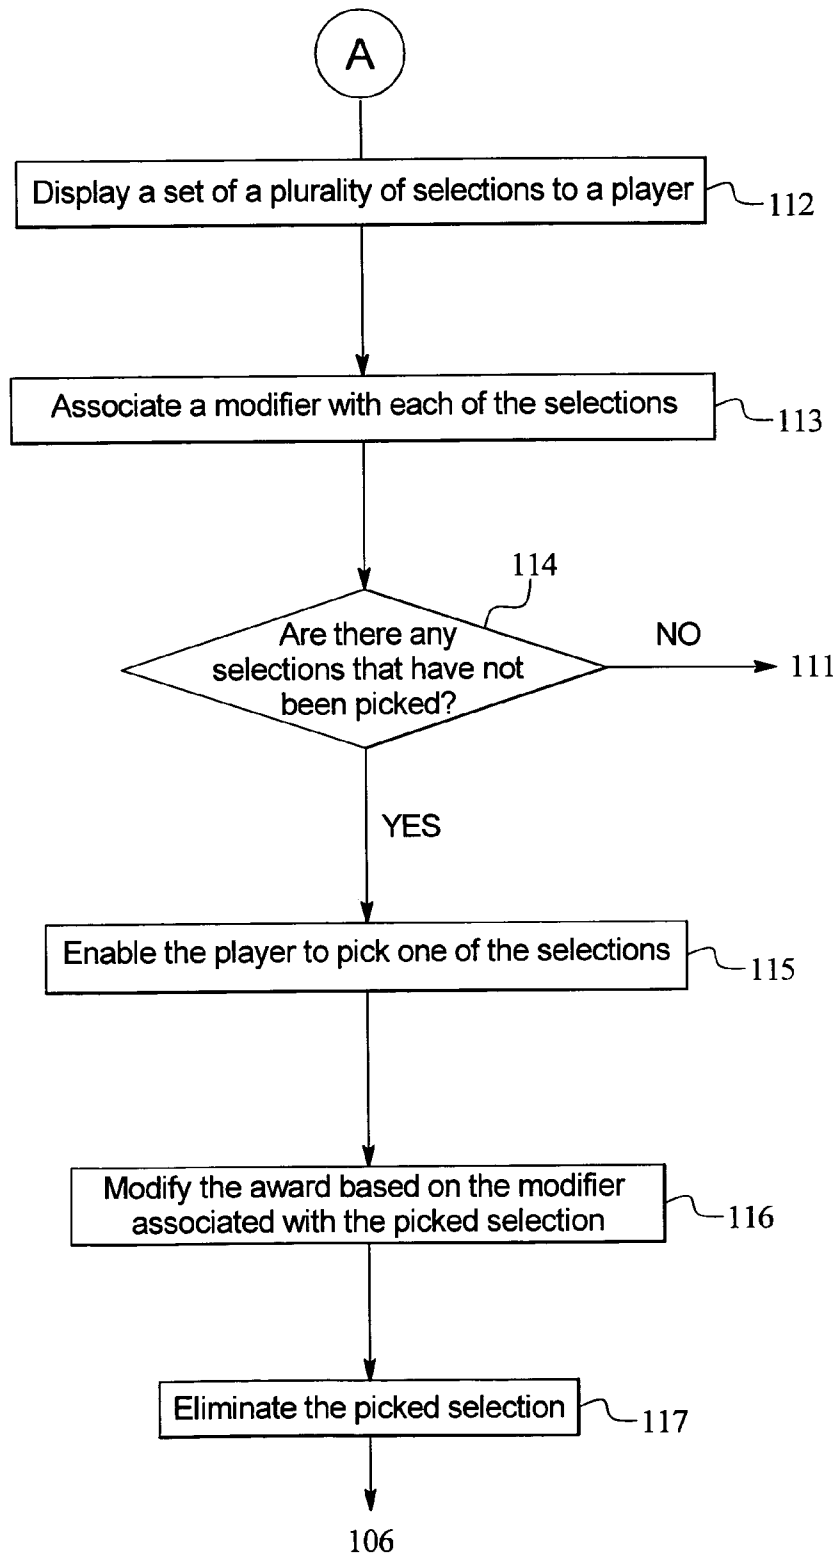 A
Display a set of a plurality of selections to a player
112
Associate a modifier with each of the selections
113
114
Are there any
selections that have not
been picked?
NO
111
YES
Enable the player to pick one of the selections
115
Modify the award based on the modifier
associated with the picked selection
116
Eliminate the picked selection
117
106